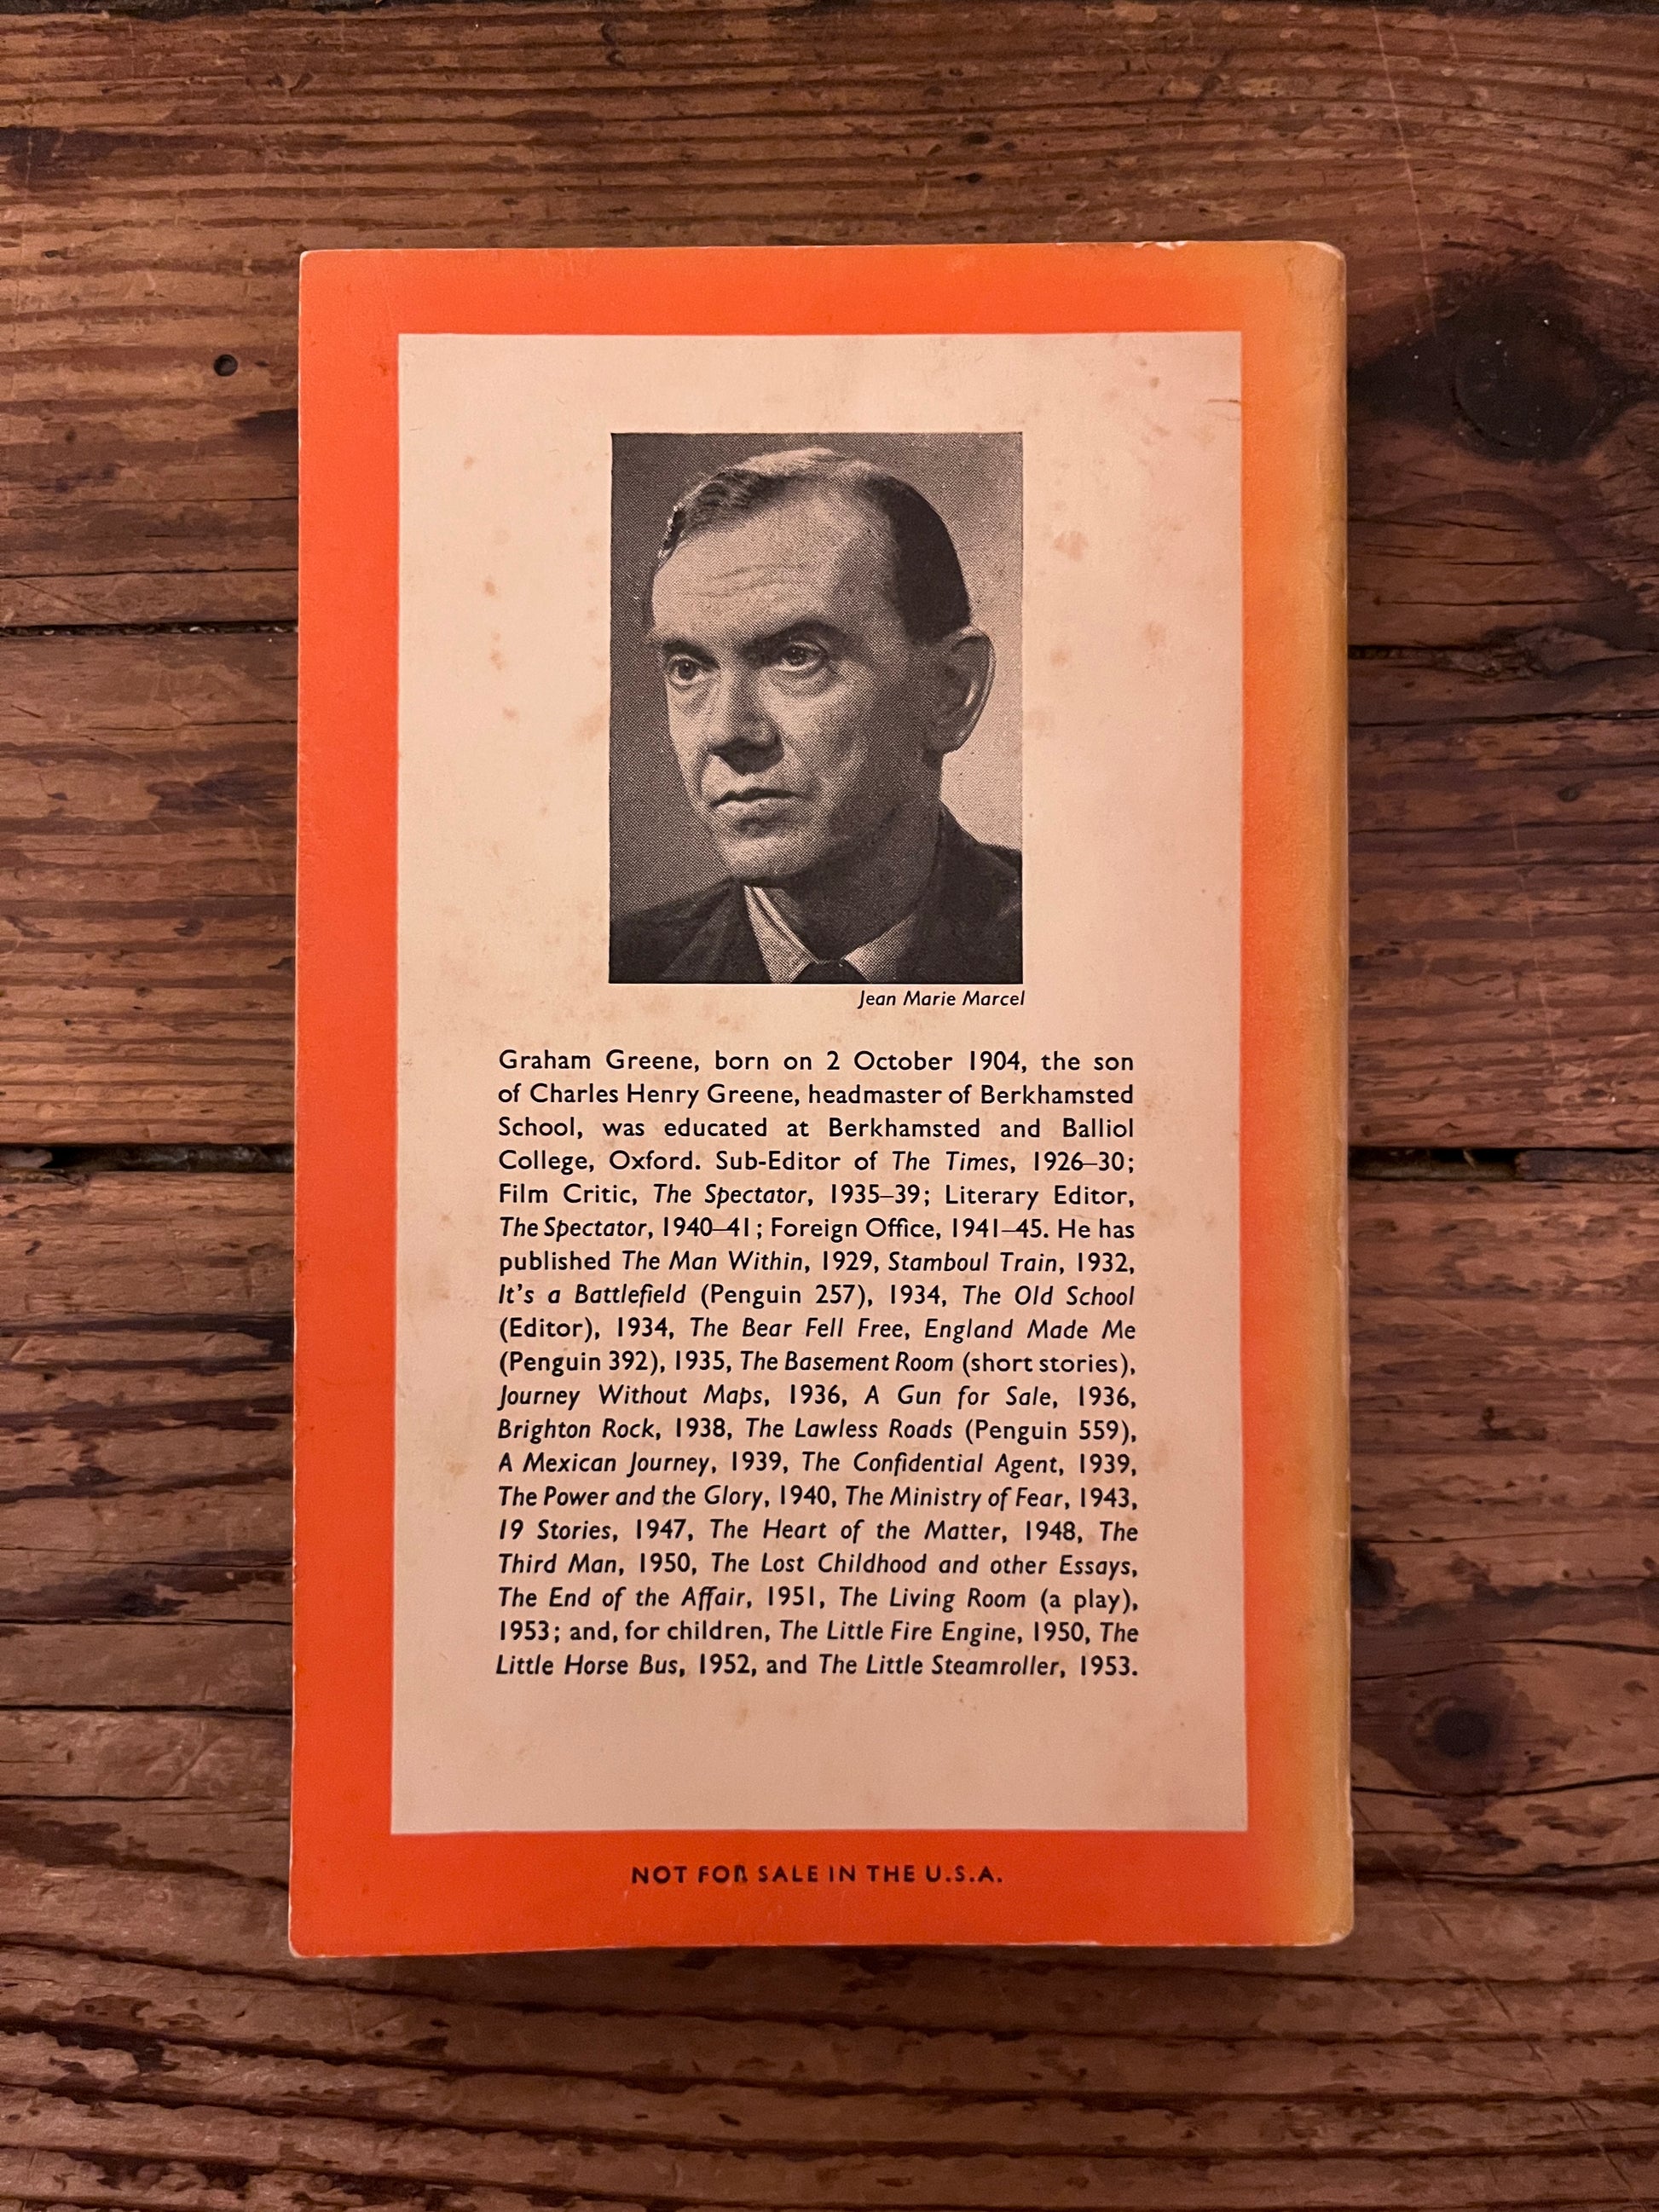 Jean Marie Marcel
Graham Greene, born on 2 October 1904, the son
of Charles Henry Greene, headmaster of Berkhamsted
School, was educated at Berkhamsted and Balliol
College, Oxford. Sub-Editor of The Times, 1926–30;
Film Critic, The Spectator, 1935–39; Literary Editor,
The Spectator, 1940–41; Foreign Office, 1941–45. He has
published The Man Within, 1929, Stamboul Train, 1932,
It's a Battlefield (Penguin 257), 1934, The Old School
(Editor), 1934, The Bear Fell Free, England Made Me
(Penguin 392), 1935, The Basement Room (short stories),
Journey Without Maps, 1936, A Gun for Sale, 1936,
Brighton Rock, 1938, The Lawless Roads (Penguin 559),
A Mexican Journey, 1939, The Confidential Agent, 1939,
The Power and the Glory, 1940, The Ministry of Fear, 1943,
19 Stories, 1947, The Heart of the Matter, 1948, The
Third Man, 1950, The Lost Childhood and other Essays,
The End of the Affair, 1951, The Living Room (a play),
1953; and, for children, The Little Fire Engine, 1950, The
Little Horse Bus, 1952, and The Little Steamroller, 1953.
NOT FOR SALE IN THE U.S.A.